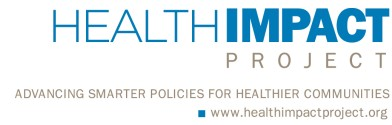 HEALTH IMPACT
PROJECT
ADVANCING SMARTER POLICIES FOR HEALTHIER COMMUNITIES
www.healthimpactproject.org